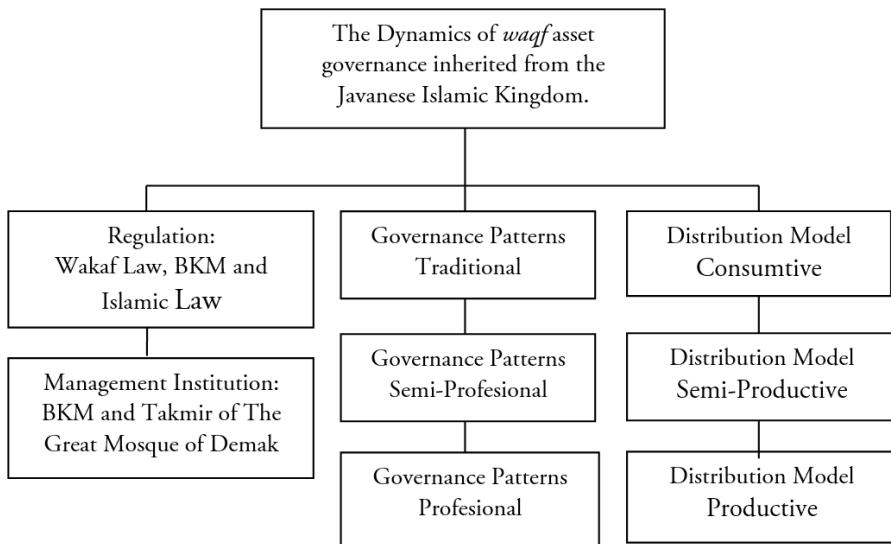 The Dynamics of waqf asset
governance inherited from the
Javanese Islamic Kingdom.
Regulation:
Wakaf Law, BKM and
Islamic Law
Management Institution:
BKM and Takmir of The
Great Mosque of Demak
Governance Patterns
Traditional
Governance Patterns
Semi-Profesional
Governance Patterns
Profesional
Distribution Model
Consumtive
Distribution Model
Semi-Productive
Distribution Model
Productive